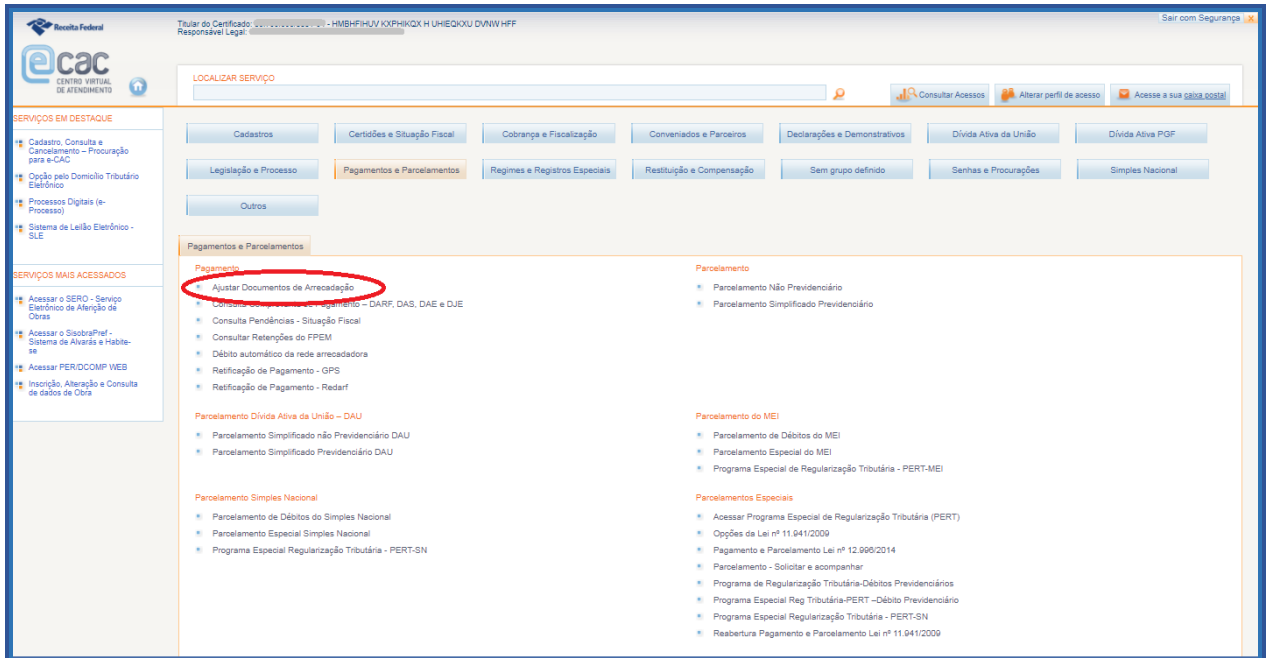 Receita Federal
Titular do Certificado: - HMBHFIHUV KXPHIKQX H UHIEQKXU DVNW HFF
Responsável Legal:
Sair com Segurança X
ecac
CENTRO VIRTUAL
DE ATENDIMENTO
LOCALIZAR SERVIÇO
Consultar Acessos
Alterar perfil de acesso
Acesse a sua caixa postal
SERVIÇOS EM DESTAQUE
Cadastro, Consulta e
Cancelamento – Procuração
para e-CAC
Opção pelo Domicílio Tributário
Eletrônico
Processos Digitais (e-
Processo)
Sistema de Leilão Eletrônico -
SLE
SERVIÇOS MAIS ACESSADOS
Acessar o SERO - Serviço
Eletrônico de Aferição de
Obras
Acessar o SisobraPref -
Sistema de Alvarás e Habite-
se
Acessar PER/DCOMP WEB
Inscrição, Alteração e Consulta
de dados de Obra
Cadastros
Certidões e Situação Fiscal
Cobrança e Fiscalização
Conveniados e Parceiros
Declarações e Demonstrativos
Dívida Ativa da União
Dívida Ativa PGF
Legislação e Processo
Pagamentos e Parcelamentos
Regimes e Registros Especiais
Restituição e Compensação
Sem grupo definido
Senhas e Procurações
Simples Nacional
Outros
Pagamentos e Parcelamentos
Pagamento
Ajustar Documentos de Arrecadação
Consulta Comprovante de Pagamento – DARF, DAS, DAE e DJE
Consulta Pendências - Situação Fiscal
Consultar Retenções do FPEM
Débito automático da rede arrecadadora
Retificação de Pagamento - GPS
Retificação de Pagamento - Redarf
Parcelamento
Parcelamento Não Previdenciário
Parcelamento Simplificado Previdenciário
Parcelamento Dívida Ativa da União – DAU
Parcelamento Simplificado não Previdenciário DAU
Parcelamento Simplificado Previdenciário DAU
Parcelamento do MEI
Parcelamento de Débitos do MEI
Parcelamento Especial do MEI
Programa Especial de Regularização Tributária - PERT-MEI
Parcelamento Simples Nacional
Parcelamento de Débitos do Simples Nacional
Parcelamento Especial Simples Nacional
Programa Especial Regularização Tributária - PERT-SN
Parcelamentos Especiais
Acessar Programa Especial de Regularização Tributária (PERT)
Opções da Lei nº 11.941/2009
Pagamento e Parcelamento Lei nº 12.996/2014
Parcelamento - Solicitar e acompanhar
Programa de Regularização Tributária-Débitos Previdenciários
Programa Especial Reg Tributária-PERT –Débito Previdenciário
Programa Especial Regularização Tributária - PERT-SN
Reabertura Pagamento e Parcelamento Lei nº 11.941/2009